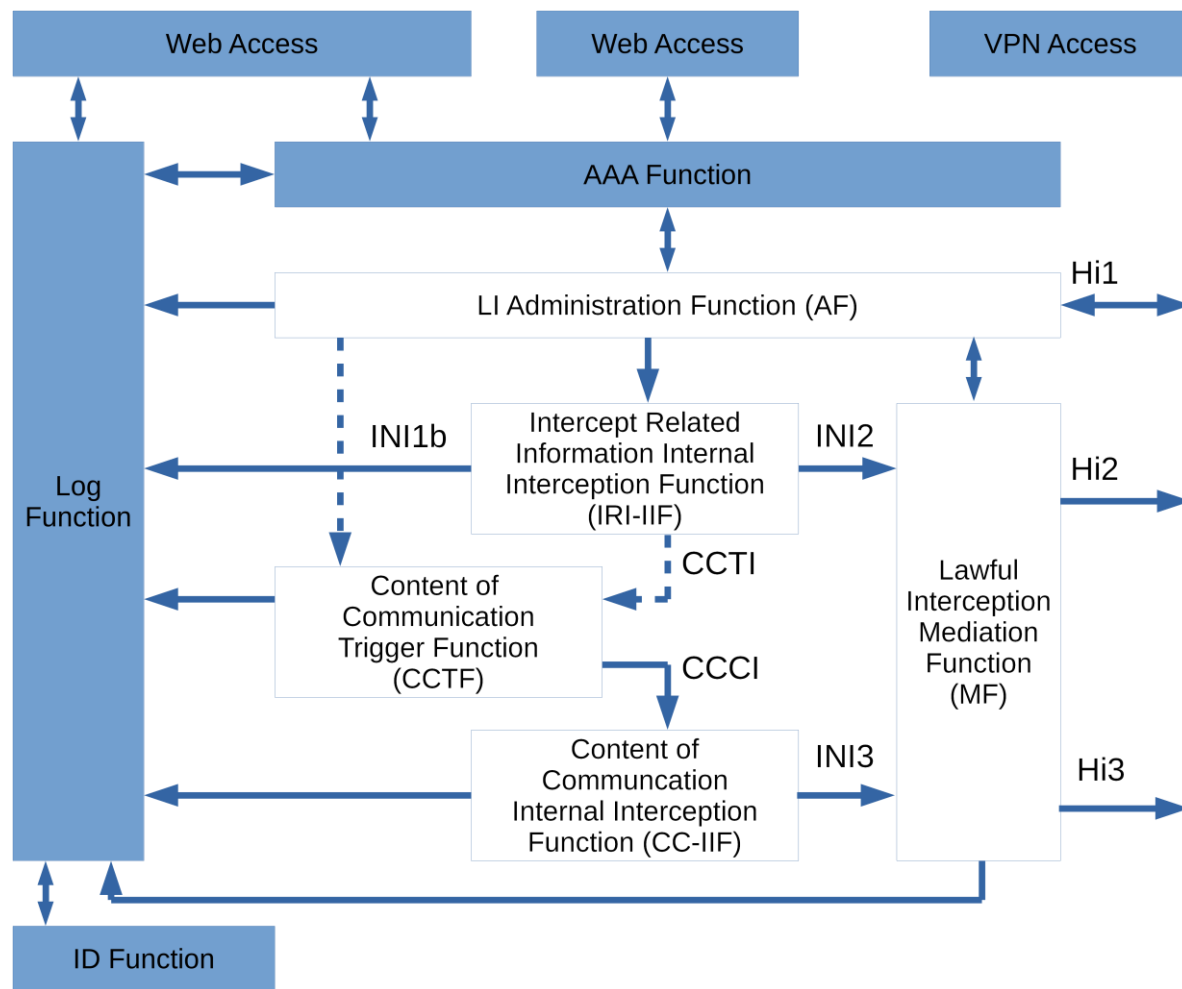 Web Access
Web Access
VPN Access
AAA Function
Hi1
LI Administration Function (AF)
INI1b
Intercept Related
Information Internal
Interception Function
(IRI-IIF)
INI2
Hi2
Log
Function
CCTI
Content of
Communication
Trigger Function
(CCTF)
Lawful
Interception
Mediation
Function
(MF)
CCCI
Content of
Communcation
Internal Interception
Function (CC-IIF)
INI3
Hi3
ID Function